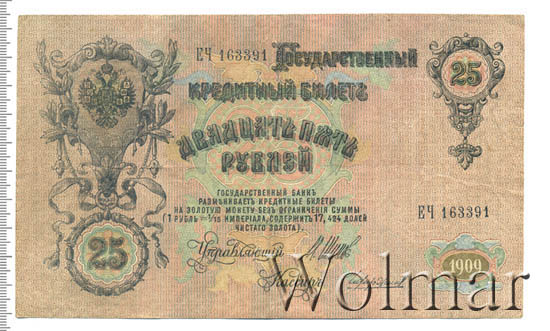 ЕЧ 163391
Государственный
25
Кредитный Билетъ
Двадцать пять
рублей
Государственный Банкъ
размѣниваетъ кредитные билеты
на золотую монету безъ ограниченія суммы
(1 рубль = 1/15 имперіала, содержитъ 17,424 долей
чистаго золота).
ЕЧ 163391
25
Управляющій
Кассиръ
1909
Wolmar